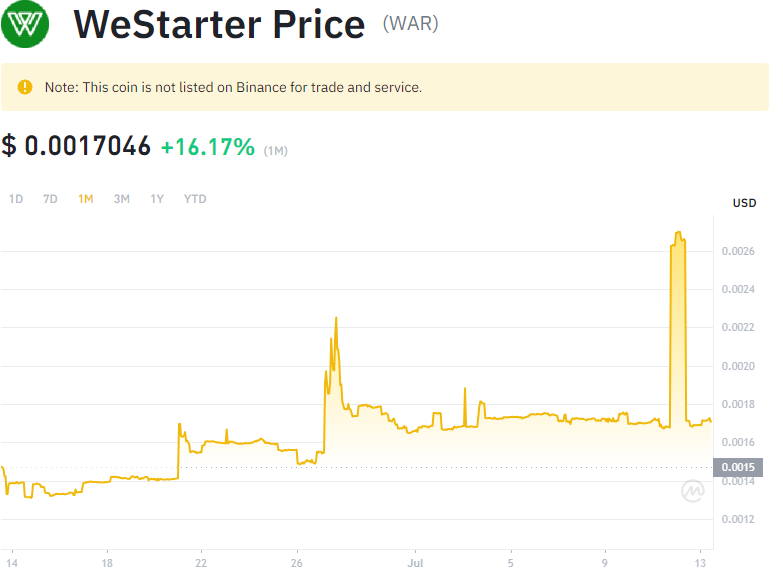 WeStarter Price (WAR)
Note: This coin is not listed on Binance for trade and service.
$ 0.0017046 +16.17% (1M)
1D 7D 1M 3M 1Y YTD
USD
0.0026
0.0024
0.0022
0.0020
0.0018
0.0016
0.0015
0.0014
0.0012
14 18 22 26 Jul 5 9 13